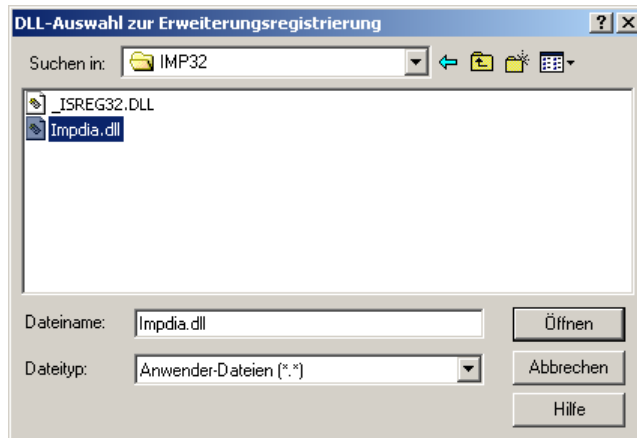 DLL-Auswahl zur Erweiterungsregistrierung
Suchen in: IMP32
_ISREG32.DLL
Impdia.dll
Dateiname: Impdia.dll Öffnen
Dateityp: Anwender-Dateien (*.*) Abbrechen
Hilfe